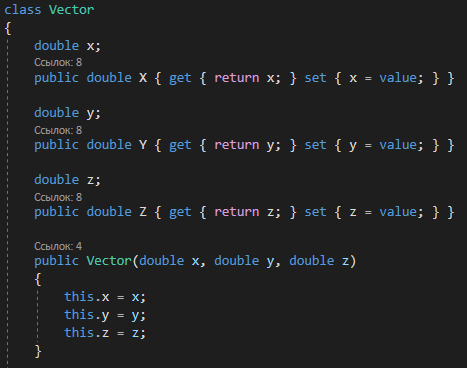 class Vector
{
double x;
Ссылок: 8
public double X { get { return x; } set { x = value; } }
double y;
Ссылок: 8
public double Y { get { return y; } set { y = value; } }
double z;
Ссылок: 8
public double Z { get { return z; } set { z = value; } }
Ссылок: 4
public Vector(double x, double y, double z)
{
this.x = x;
this.y = y;
this.z = z;
}